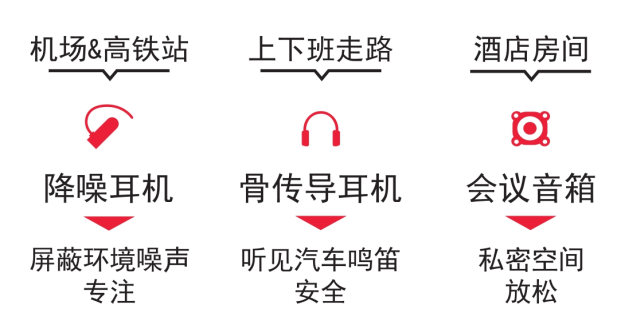 机场&高铁站
上下班走路
酒店房间
降噪耳机
骨传导耳机
会议音箱
屏蔽环境噪声
专注
听见汽车鸣笛
安全
私密空间
放松